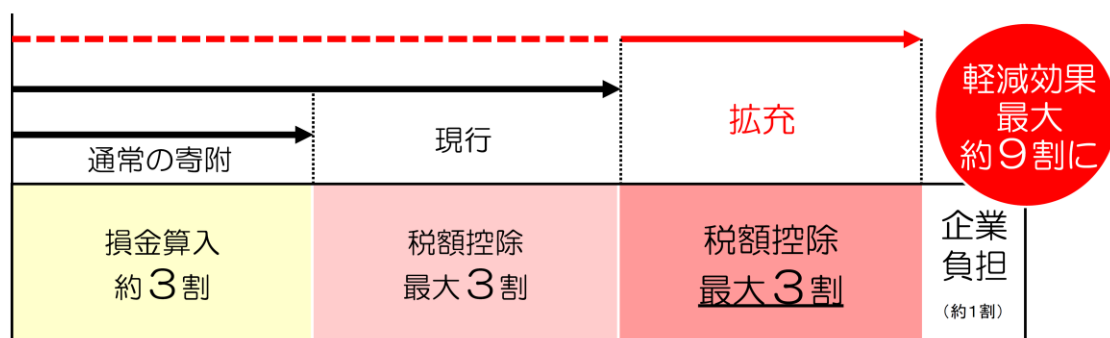 通常の寄附
現行
拡充
軽減効果
最大
約９割に
損金算入
約３割
税額控除
最大３割
税額控除
最大３割
企業
負担
（約１割）